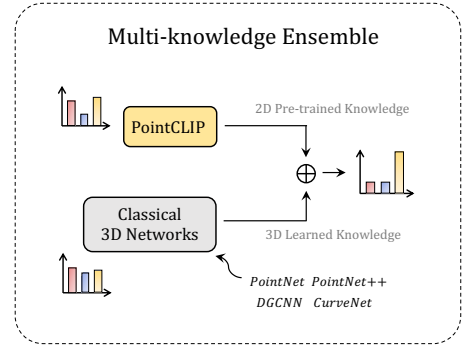 Multi-knowledge Ensemble
2D Pre-trained Knowledge
PointCLIP
Classical
3D Networks
3D Learned Knowledge
PointNet PointNet++
DGCNN CurveNet